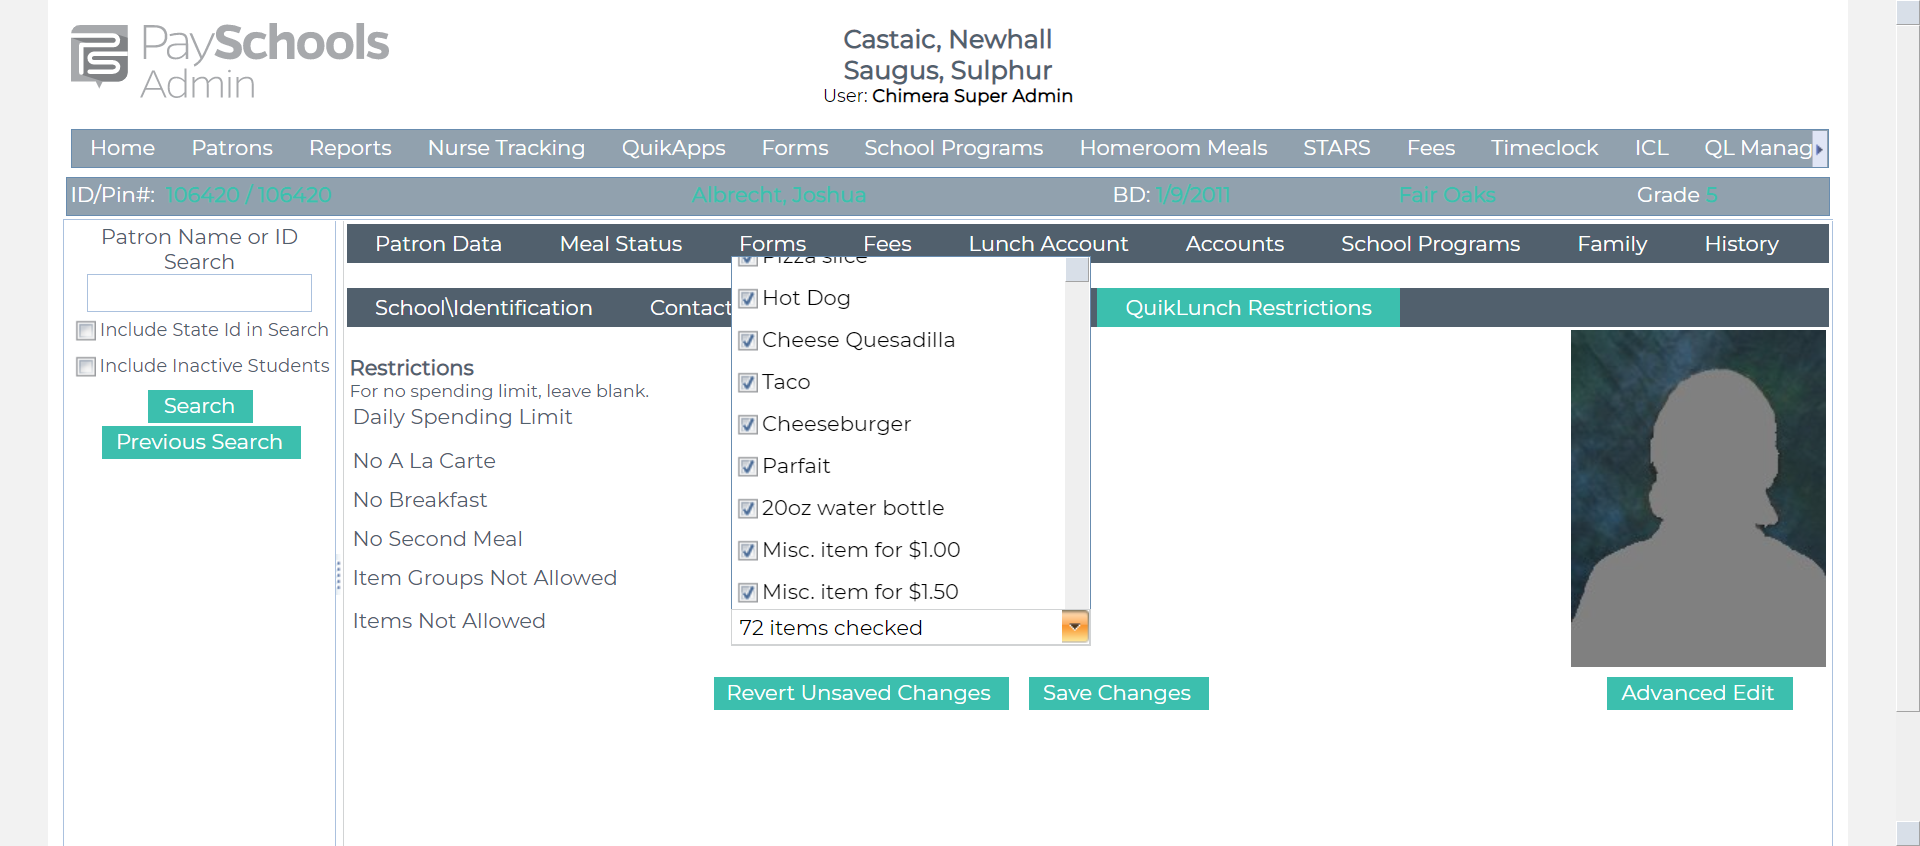 PaySchools
Admin
Castaic, Newhall
Saugus, Sulphur
User: Chimera Super Admin
Home Patrons Reports Nurse Tracking QuikApps Forms School Programs Homeroom Meals STARS Fees Timeclock ICL QL Manag
ID/Pin#: 106420 / 106420 Albrecht, Joshua BD: 1/9/2011 Fair Oaks Grade 5
Patron Name or ID
Search
Include State Id in Search
Include Inactive Students
Search
Previous Search
Patron Data Meal Status Forms Fees Lunch Account Accounts School Programs Family History
School\Identification Contact QuikLunch Restrictions
Restrictions
For no spending limit, leave blank.
Daily Spending Limit
No A La Carte
No Breakfast
No Second Meal
Item Groups Not Allowed
Items Not Allowed
Pizza slice
Hot Dog
Cheese Quesadilla
Taco
Cheeseburger
Parfait
20oz water bottle
Misc. item for $1.00
Misc. item for $1.50
72 items checked
Revert Unsaved Changes Save Changes
Advanced Edit